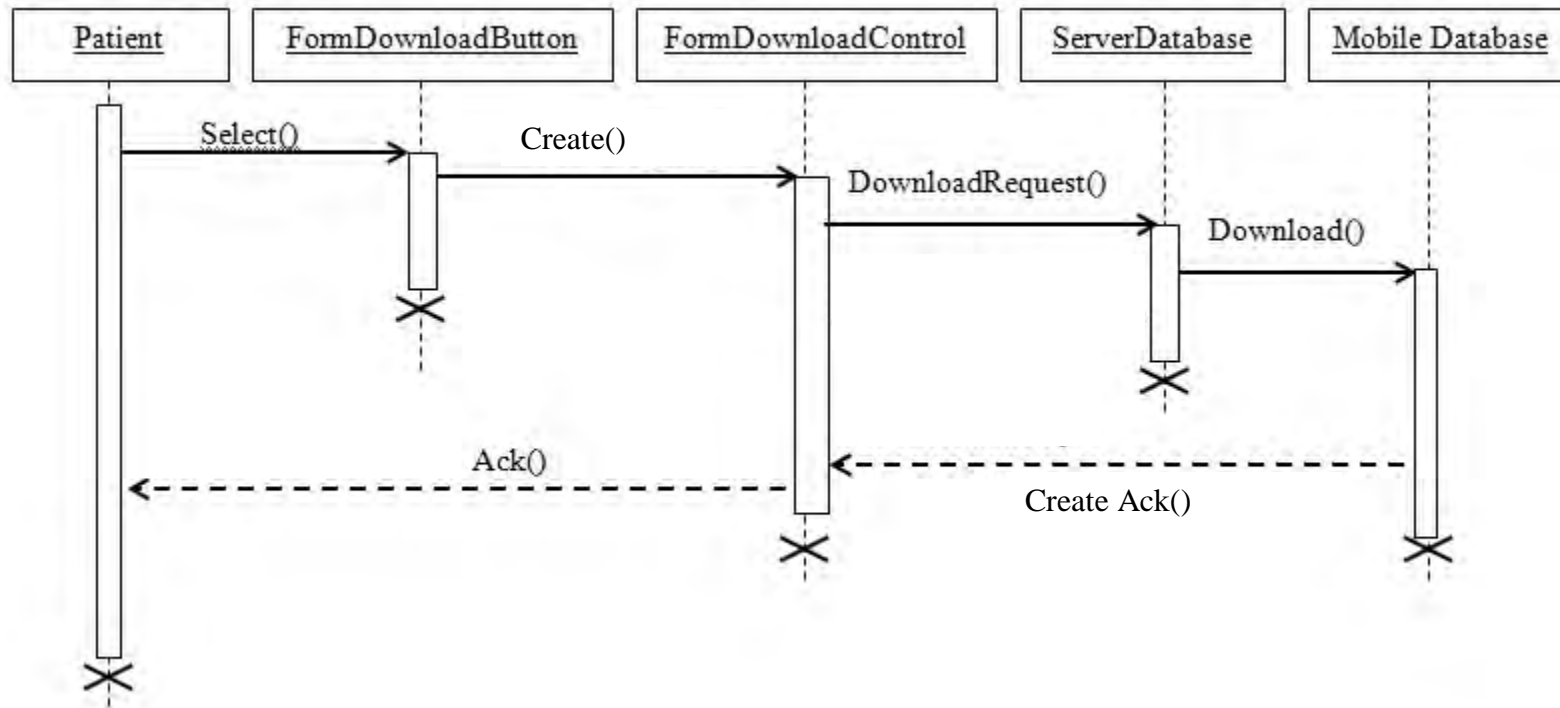 Patient
FormDownloadButton
FormDownloadControl
ServerDatabase
Mobile Database
Select()
Create()
DownloadRequest()
Download()
Ack()
Create Ack()